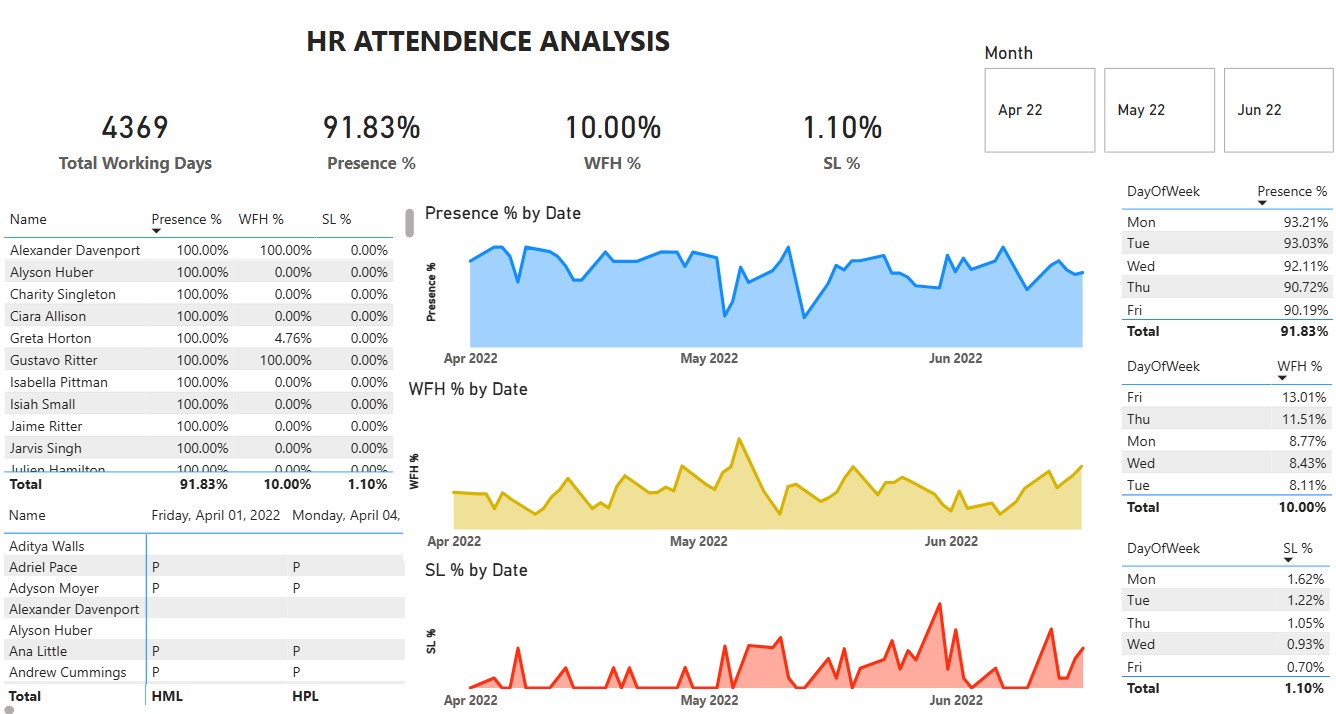 HR ATTENDENCE ANALYSIS
Month
Apr 22 May 22 Jun 22
4369 91.83% 10.00% 1.10%
Total Working Days Presence % WFH % SL %
Name Presence % WFH % SL %
Alexander Davenport 100.00% 100.00% 0.00%
Alyson Huber 100.00% 0.00% 0.00%
Charity Singleton 100.00% 0.00% 0.00%
Ciara Allison 100.00% 0.00% 0.00%
Greta Horton 100.00% 4.76% 0.00%
Gustavo Ritter 100.00% 100.00% 0.00%
Isabella Pittman 100.00% 0.00% 0.00%
Isiah Small 100.00% 0.00% 0.00%
Jaime Ritter 100.00% 0.00% 0.00%
Jarvis Singh 100.00% 0.00% 0.00%
Julien Hamilton 100.00% 0.00% 0.00%
Total 91.83% 10.00% 1.10%
Name Friday, April 01, 2022 Monday, April 04,
Aditya Walls
Adriel Pace P P
Adyson Moyer P P
Alexander Davenport
Alyson Huber
Ana Little P P
Andrew Cummings P P
Total HML HPL
Presence % by Date
Presence %
Apr 2022 May 2022 Jun 2022
WFH % by Date
WFH %
Apr 2022 May 2022 Jun 2022
SL % by Date
SL %
Apr 2022 May 2022 Jun 2022
DayOfWeek Presence %
Mon 93.21%
Tue 93.03%
Wed 92.11%
Thu 90.72%
Fri 90.19%
Total 91.83%
DayOfWeek WFH %
Fri 13.01%
Thu 11.51%
Mon 8.77%
Wed 8.43%
Tue 8.11%
Total 10.00%
DayOfWeek SL %
Mon 1.62%
Tue 1.22%
Thu 1.05%
Wed 0.93%
Fri 0.70%
Total 1.10%